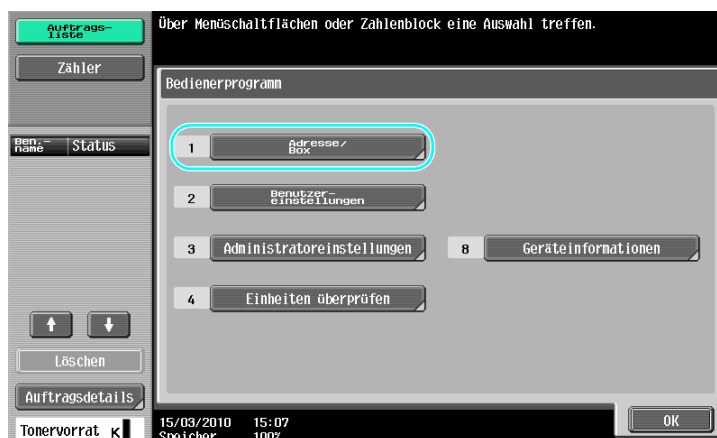 Auftrags-
liste
Zähler
Ben.-
name
Status
Löschen
Auftragsdetails
Tonervorrat K
Über Menüschaltflächen oder Zahlenblock eine Auswahl treffen.
Bedienerprogramm
1 Adresse/
Box
2 Benutzer-
einstellungen
3 Administratoreinstellungen
8 Geräteinformationen
4 Einheiten überprüfen
15/03/2010 15:07
Speicher 100%
OK